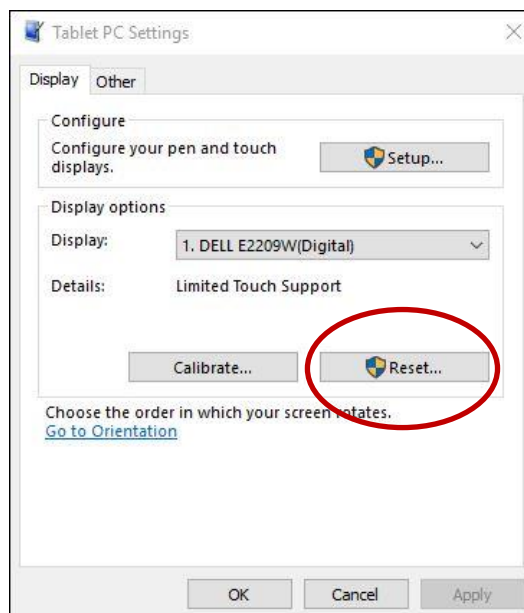 Tablet PC Settings
Display
Other
Configure
Configure your pen and touch
displays.
Setup...
Display options
Display:
1. DELL E2209W(Digital)
Details:
Limited Touch Support
Calibrate...
Reset...
Choose the order in which your screen rotates.
Go to Orientation
OK
Cancel
Apply